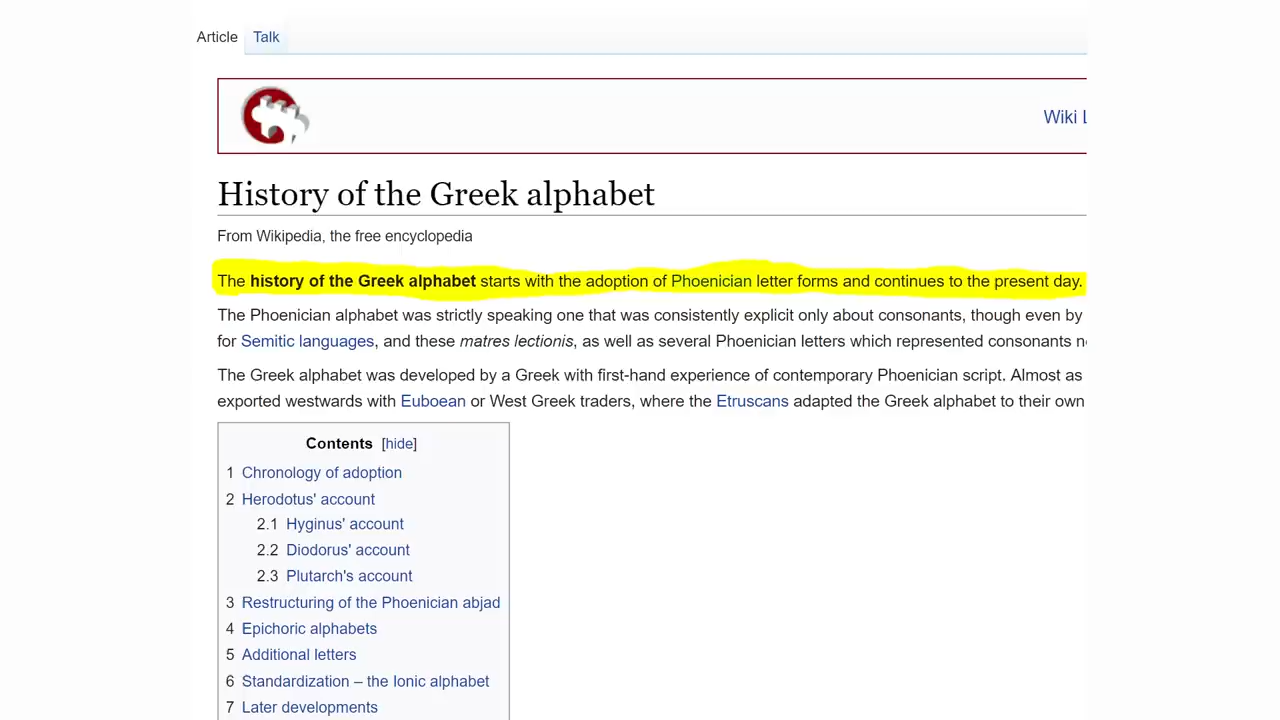 Article Talk
Wiki L
History of the Greek alphabet
From Wikipedia, the free encyclopedia
The history of the Greek alphabet starts with the adoption of Phoenician letter forms and continues to the present day.
The Phoenician alphabet was strictly speaking one that was consistently explicit only about consonants, though even by
for Semitic languages, and these matres lectionis, as well as several Phoenician letters which represented consonants
The Greek alphabet was developed by a Greek with first-hand experience of contemporary Phoenician script. Almost as
exported westwards with Euboean or West Greek traders, where the Etruscans adapted the Greek alphabet to their own
Contents [hide]
1 Chronology of adoption
2 Herodotus' account
2.1 Hyginus' account
2.2 Diodorus' account
2.3 Plutarch's account
3 Restructuring of the Phoenician abjad
4 Epichoric alphabets
5 Additional letters
6 Standardization – the Ionic alphabet
7 Later developments